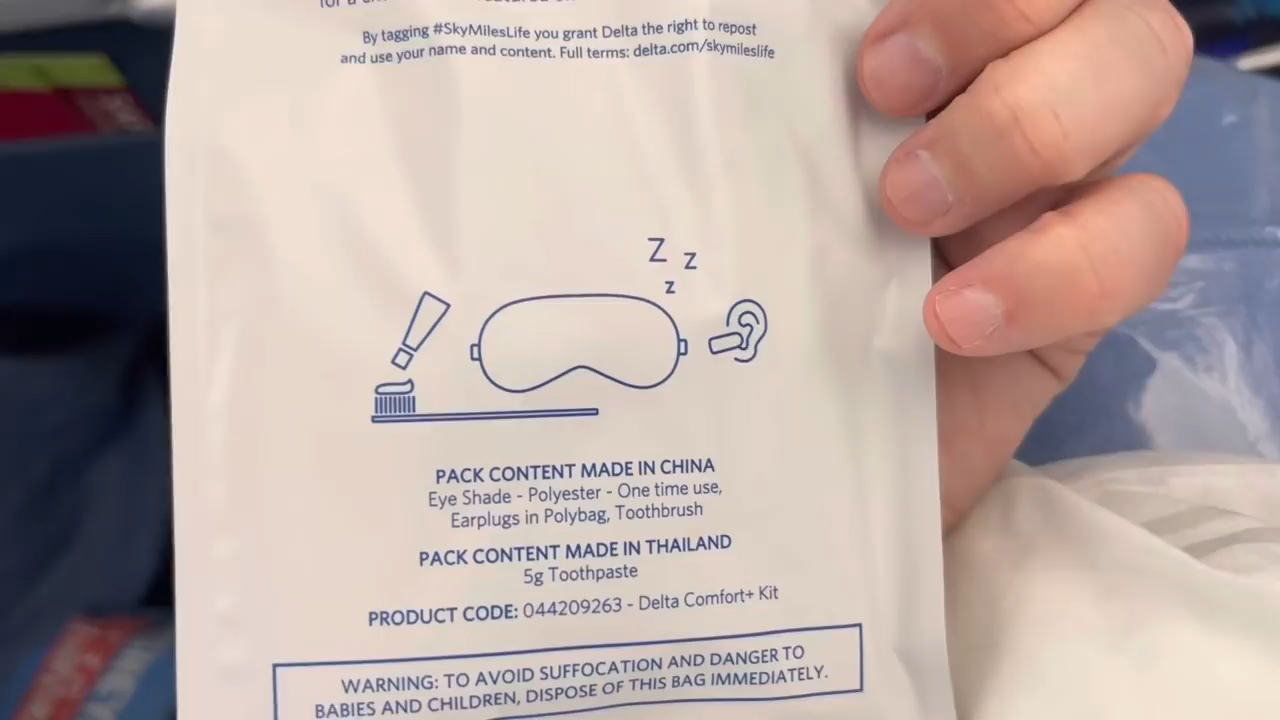 By tagging #SkyMilesLife you grant Delta the right to repost
and use your name and content. Full terms: delta.com/skymileslife
Z z
z
PACK CONTENT MADE IN CHINA
Eye Shade - Polyester - One time use,
Earplugs in Polybag, Toothbrush
PACK CONTENT MADE IN THAILAND
5g Toothpaste
PRODUCT CODE: 044209263 - Delta Comfort+ Kit
WARNING: TO AVOID SUFFOCATION AND DANGER TO
BABIES AND CHILDREN, DISPOSE OF THIS BAG IMMEDIATELY.